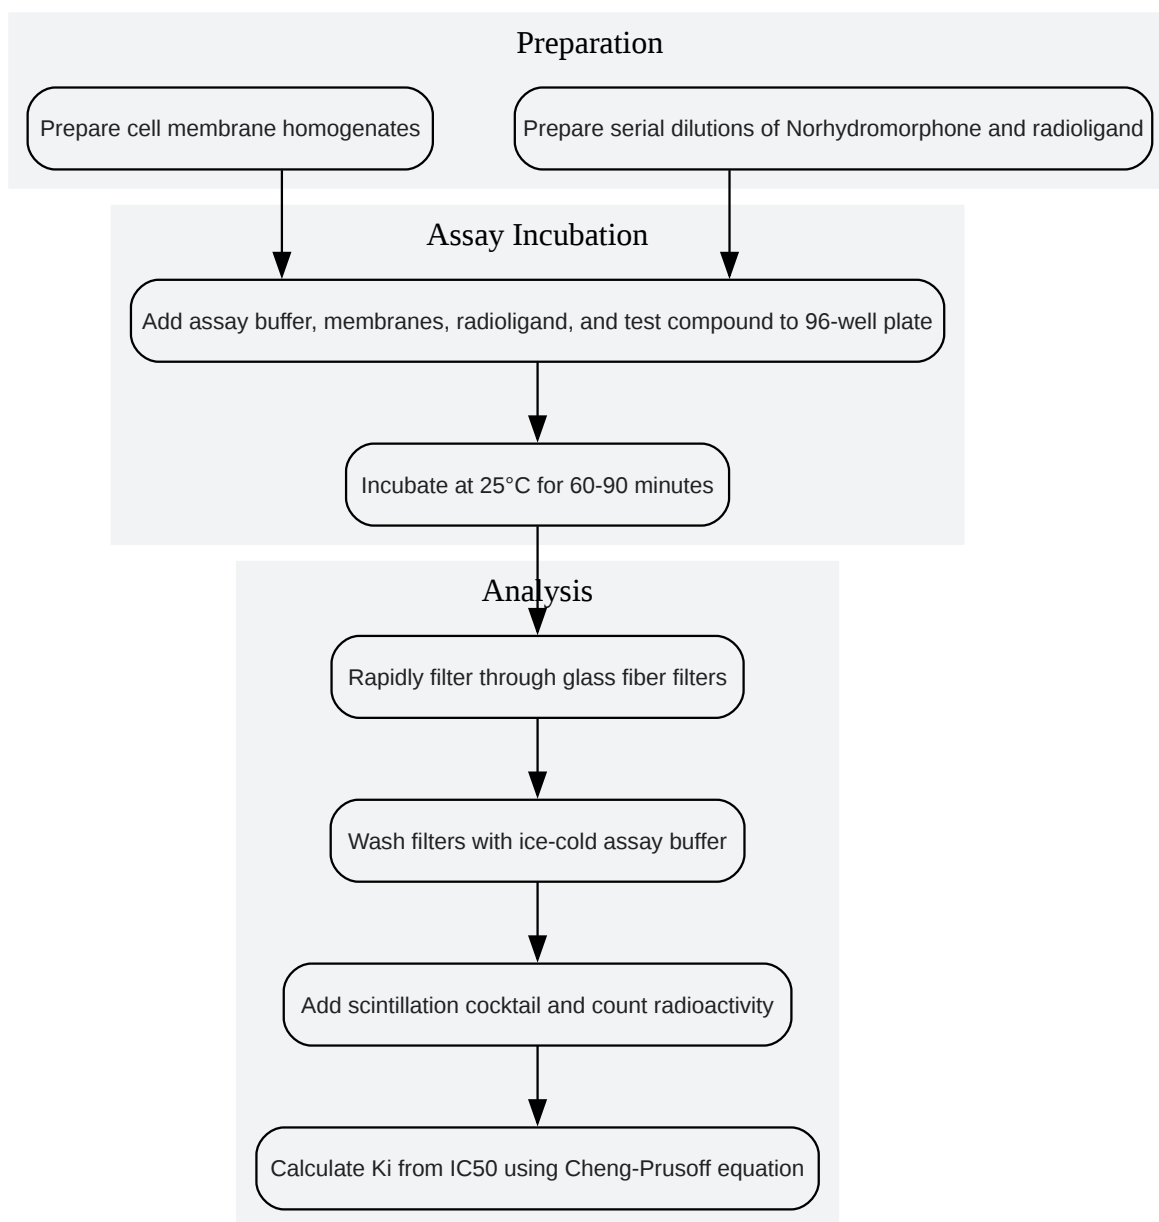 Preparation
Prepare cell membrane homogenates
Prepare serial dilutions of Norhydromorphone and radioligand
Assay Incubation
Add assay buffer, membranes, radioligand, and test compound to 96-well plate
Incubate at 25°C for 60-90 minutes
Analysis
Rapidly filter through glass fiber filters
Wash filters with ice-cold assay buffer
Add scintillation cocktail and count radioactivity
Calculate Ki from IC50 using Cheng-Prusoff equation